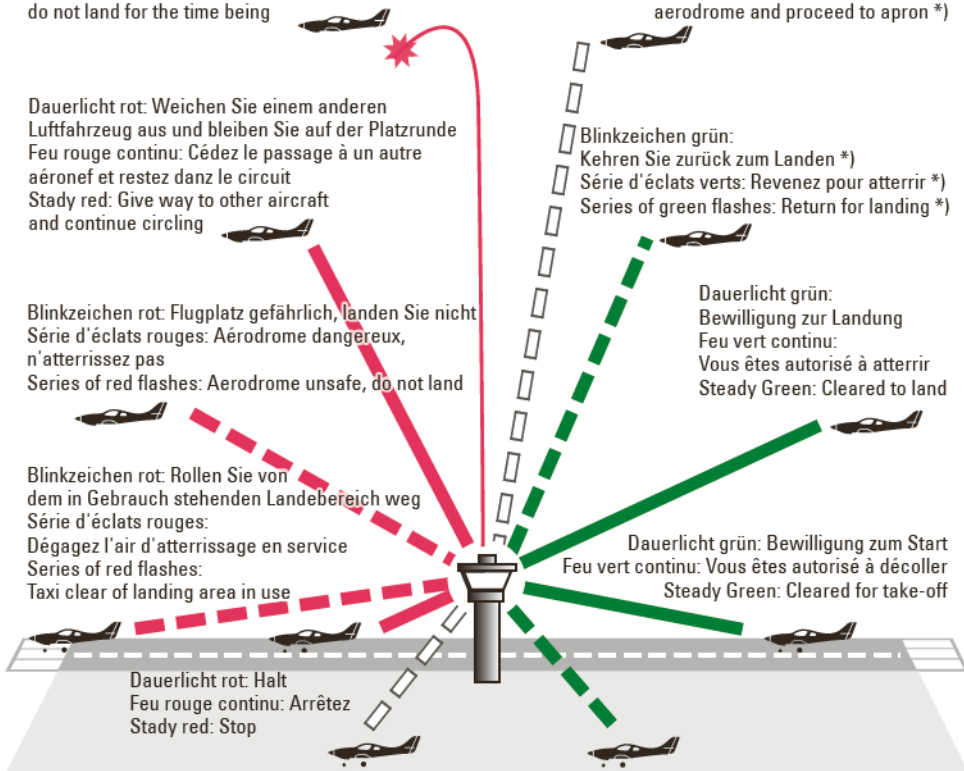 do not land for the time being
aerodrome and proceed to apron *)
Dauerlicht rot: Weichen Sie einem anderen
Luftfahrzeug aus und bleiben Sie auf der Platzrunde
Feu rouge continu: Cédez le passage à un autre
aéronef et restez danz le circuit
Stady red: Give way to other aircraft
and continue circling
Blinkzeichen grün:
Kehren Sie zurück zum Landen *)
Série d'éclats verts: Revenez pour atterrir *)
Series of green flashes: Return for landing *)
Blinkzeichen rot: Flugplatz gefährlich, landen Sie nicht
Série d'éclats rouges: Aérodrome dangereux,
n'atterrissez pas
Series of red flashes: Aerodrome unsafe, do not land
Dauerlicht grün:
Bewilligung zur Landung
Feu vert continu:
Vous êtes autorisé à atterrir
Steady Green: Cleared to land
Blinkzeichen rot: Rollen Sie von
dem in Gebrauch stehenden Landebereich weg
Série d'éclats rouges:
Dégagez l'air d'atterrissage en service
Series of red flashes:
Taxi clear of landing area in use
Dauerlicht grün: Bewilligung zum Start
Feu vert continu: Vous êtes autorisé à décoller
Steady Green: Cleared for take-off
Dauerlicht rot: Halt
Feu rouge continu: Arrêtez
Stady red: Stop